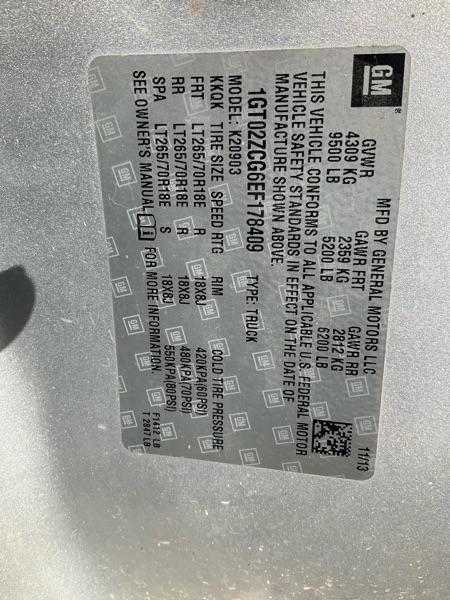 GM
®
MFD BY GENERAL MOTORS LLC 11/13
GVWR GAWR FRT GAWR RR
4309 KG 2359 KG 2812 KG
9500 LB 5200 LB 6200 LB
THIS VEHICLE CONFORMS TO ALL APPLICABLE U.S. FEDERAL MOTOR
VEHICLE SAFETY STANDARDS IN EFFECT ON THE DATE OF
MANUFACTURE SHOWN ABOVE.
1GT02ZCG6EF178409 TYPE: TRUCK
MODEL: K20903
KKOK TIRE SIZE SPEED RTG RIM COLD TIRE PRESSURE
FRT LT265/70R18E R 18X8J 420KPA(60PSI)
RR LT265/70R18E R 18X8J 480KPA(70PSI)
SPA LT265/70R18E S 550KPA(80PSI)
SEE OWNER'S MANUAL FOR MORE INFORMATION.
F1412 LB
T 2847 LB